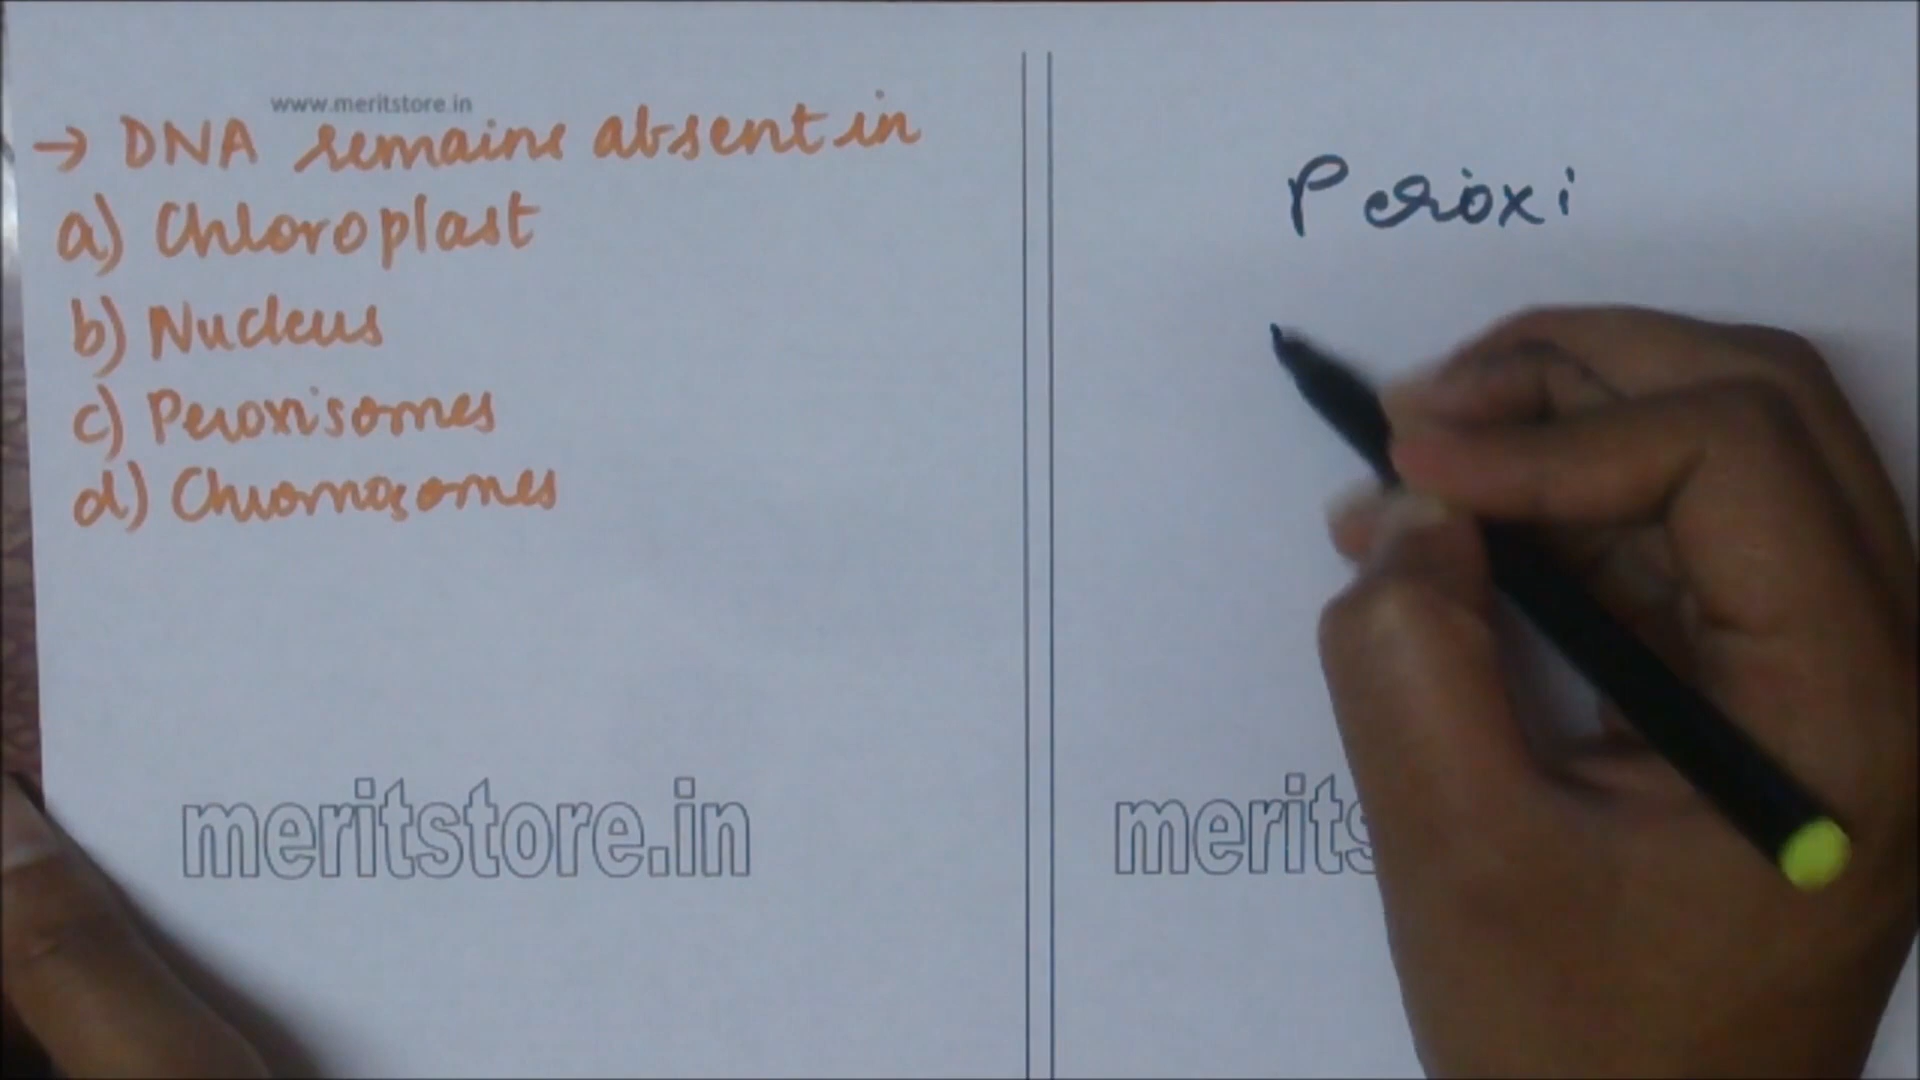 www.meritstore.in
→ DNA remains absent in
a) Chloroplast
b) Nucleus
c) Peroxisomes
d) Chromosomes
meritstore.in
Peroxi
merits